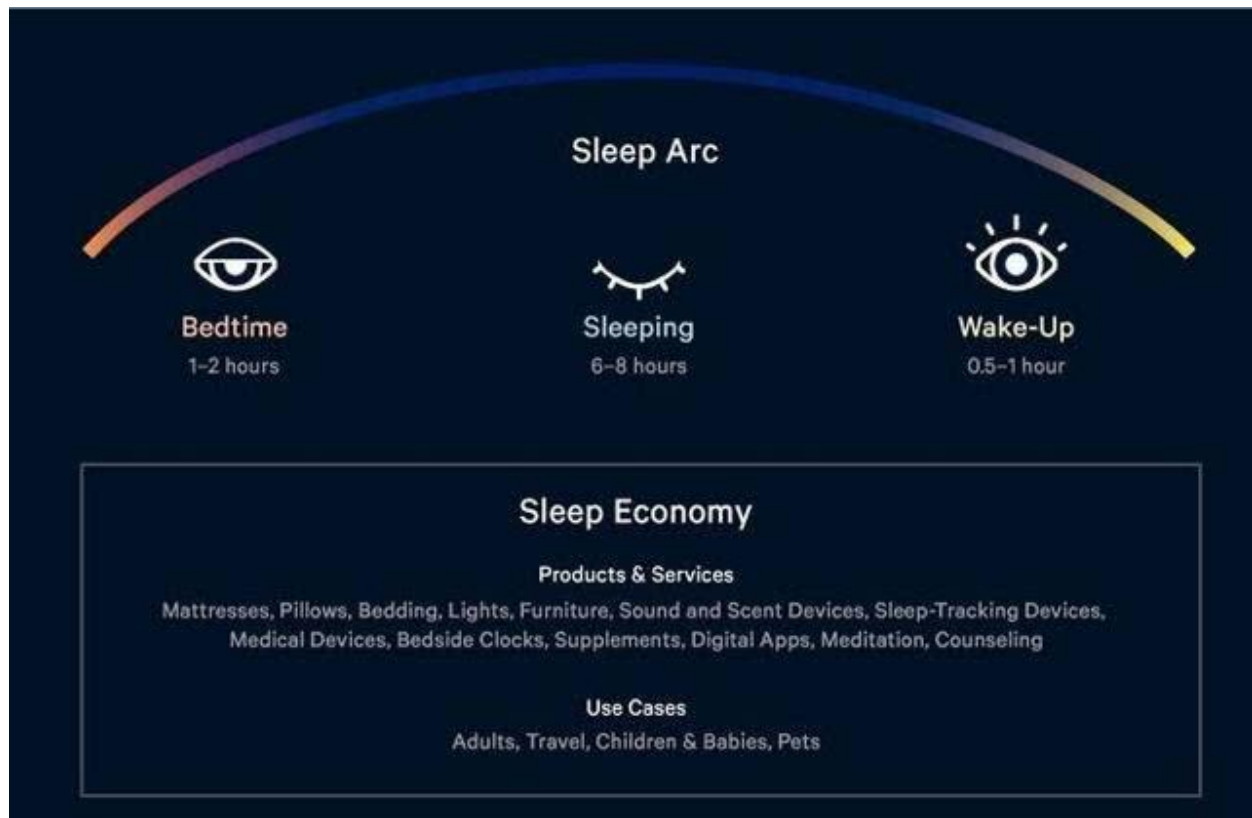 Sleep Arc
Bedtime
1–2 hours
Sleeping
6–8 hours
Wake-Up
0.5–1 hour
Sleep Economy
Products & Services
Mattresses, Pillows, Bedding, Lights, Furniture, Sound and Scent Devices, Sleep-Tracking Devices,
Medical Devices, Bedside Clocks, Supplements, Digital Apps, Meditation, Counseling
Use Cases
Adults, Travel, Children & Babies, Pets